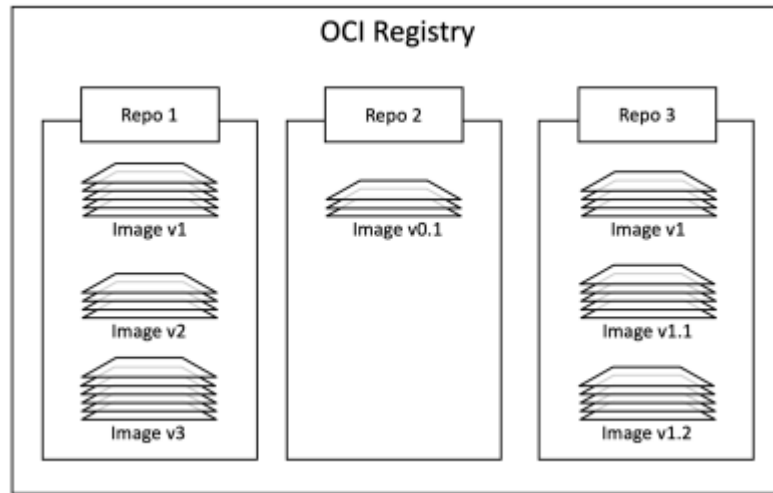 OCI Registry
Repo 1
Image v1
Image v2
Image v3
Repo 2
Image v0.1
Repo 3
Image v1
Image v1.1
Image v1.2